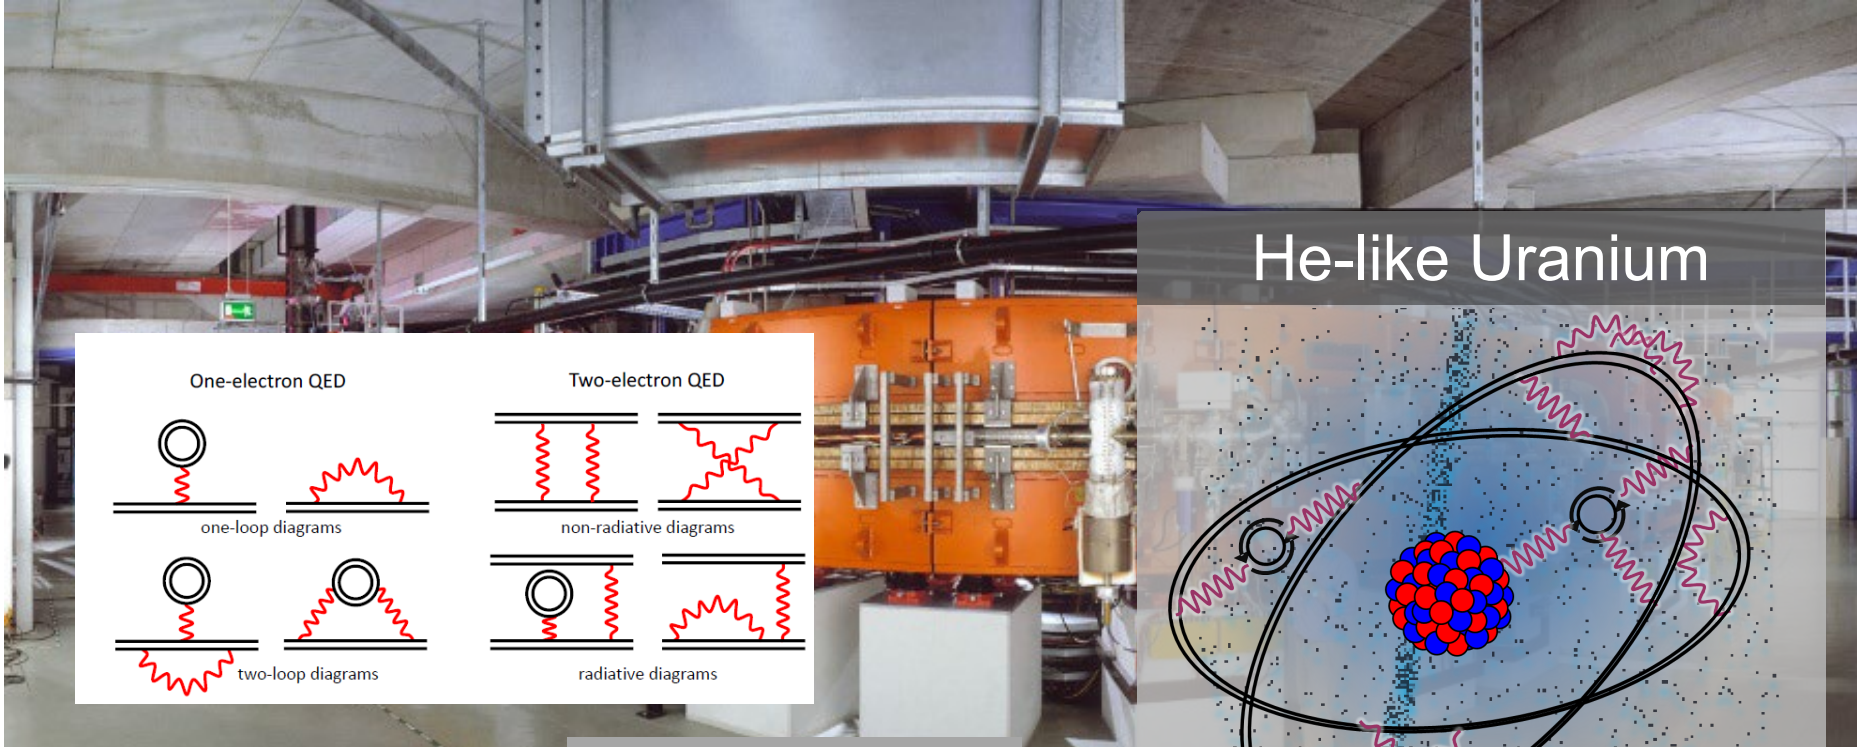 He-like Uranium
One-electron QED
Two-electron QED
one-loop diagrams
non-radiative diagrams
two-loop diagrams
radiative diagrams